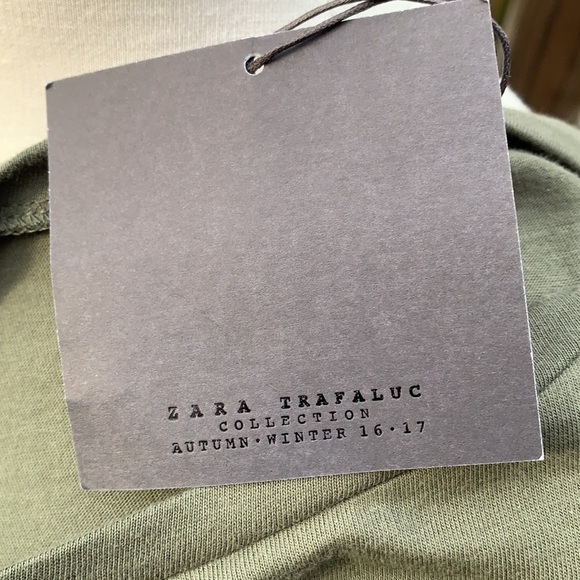 ZARA TRAFALUC
COLLECTION
AUTUMN·WINTER 16·17